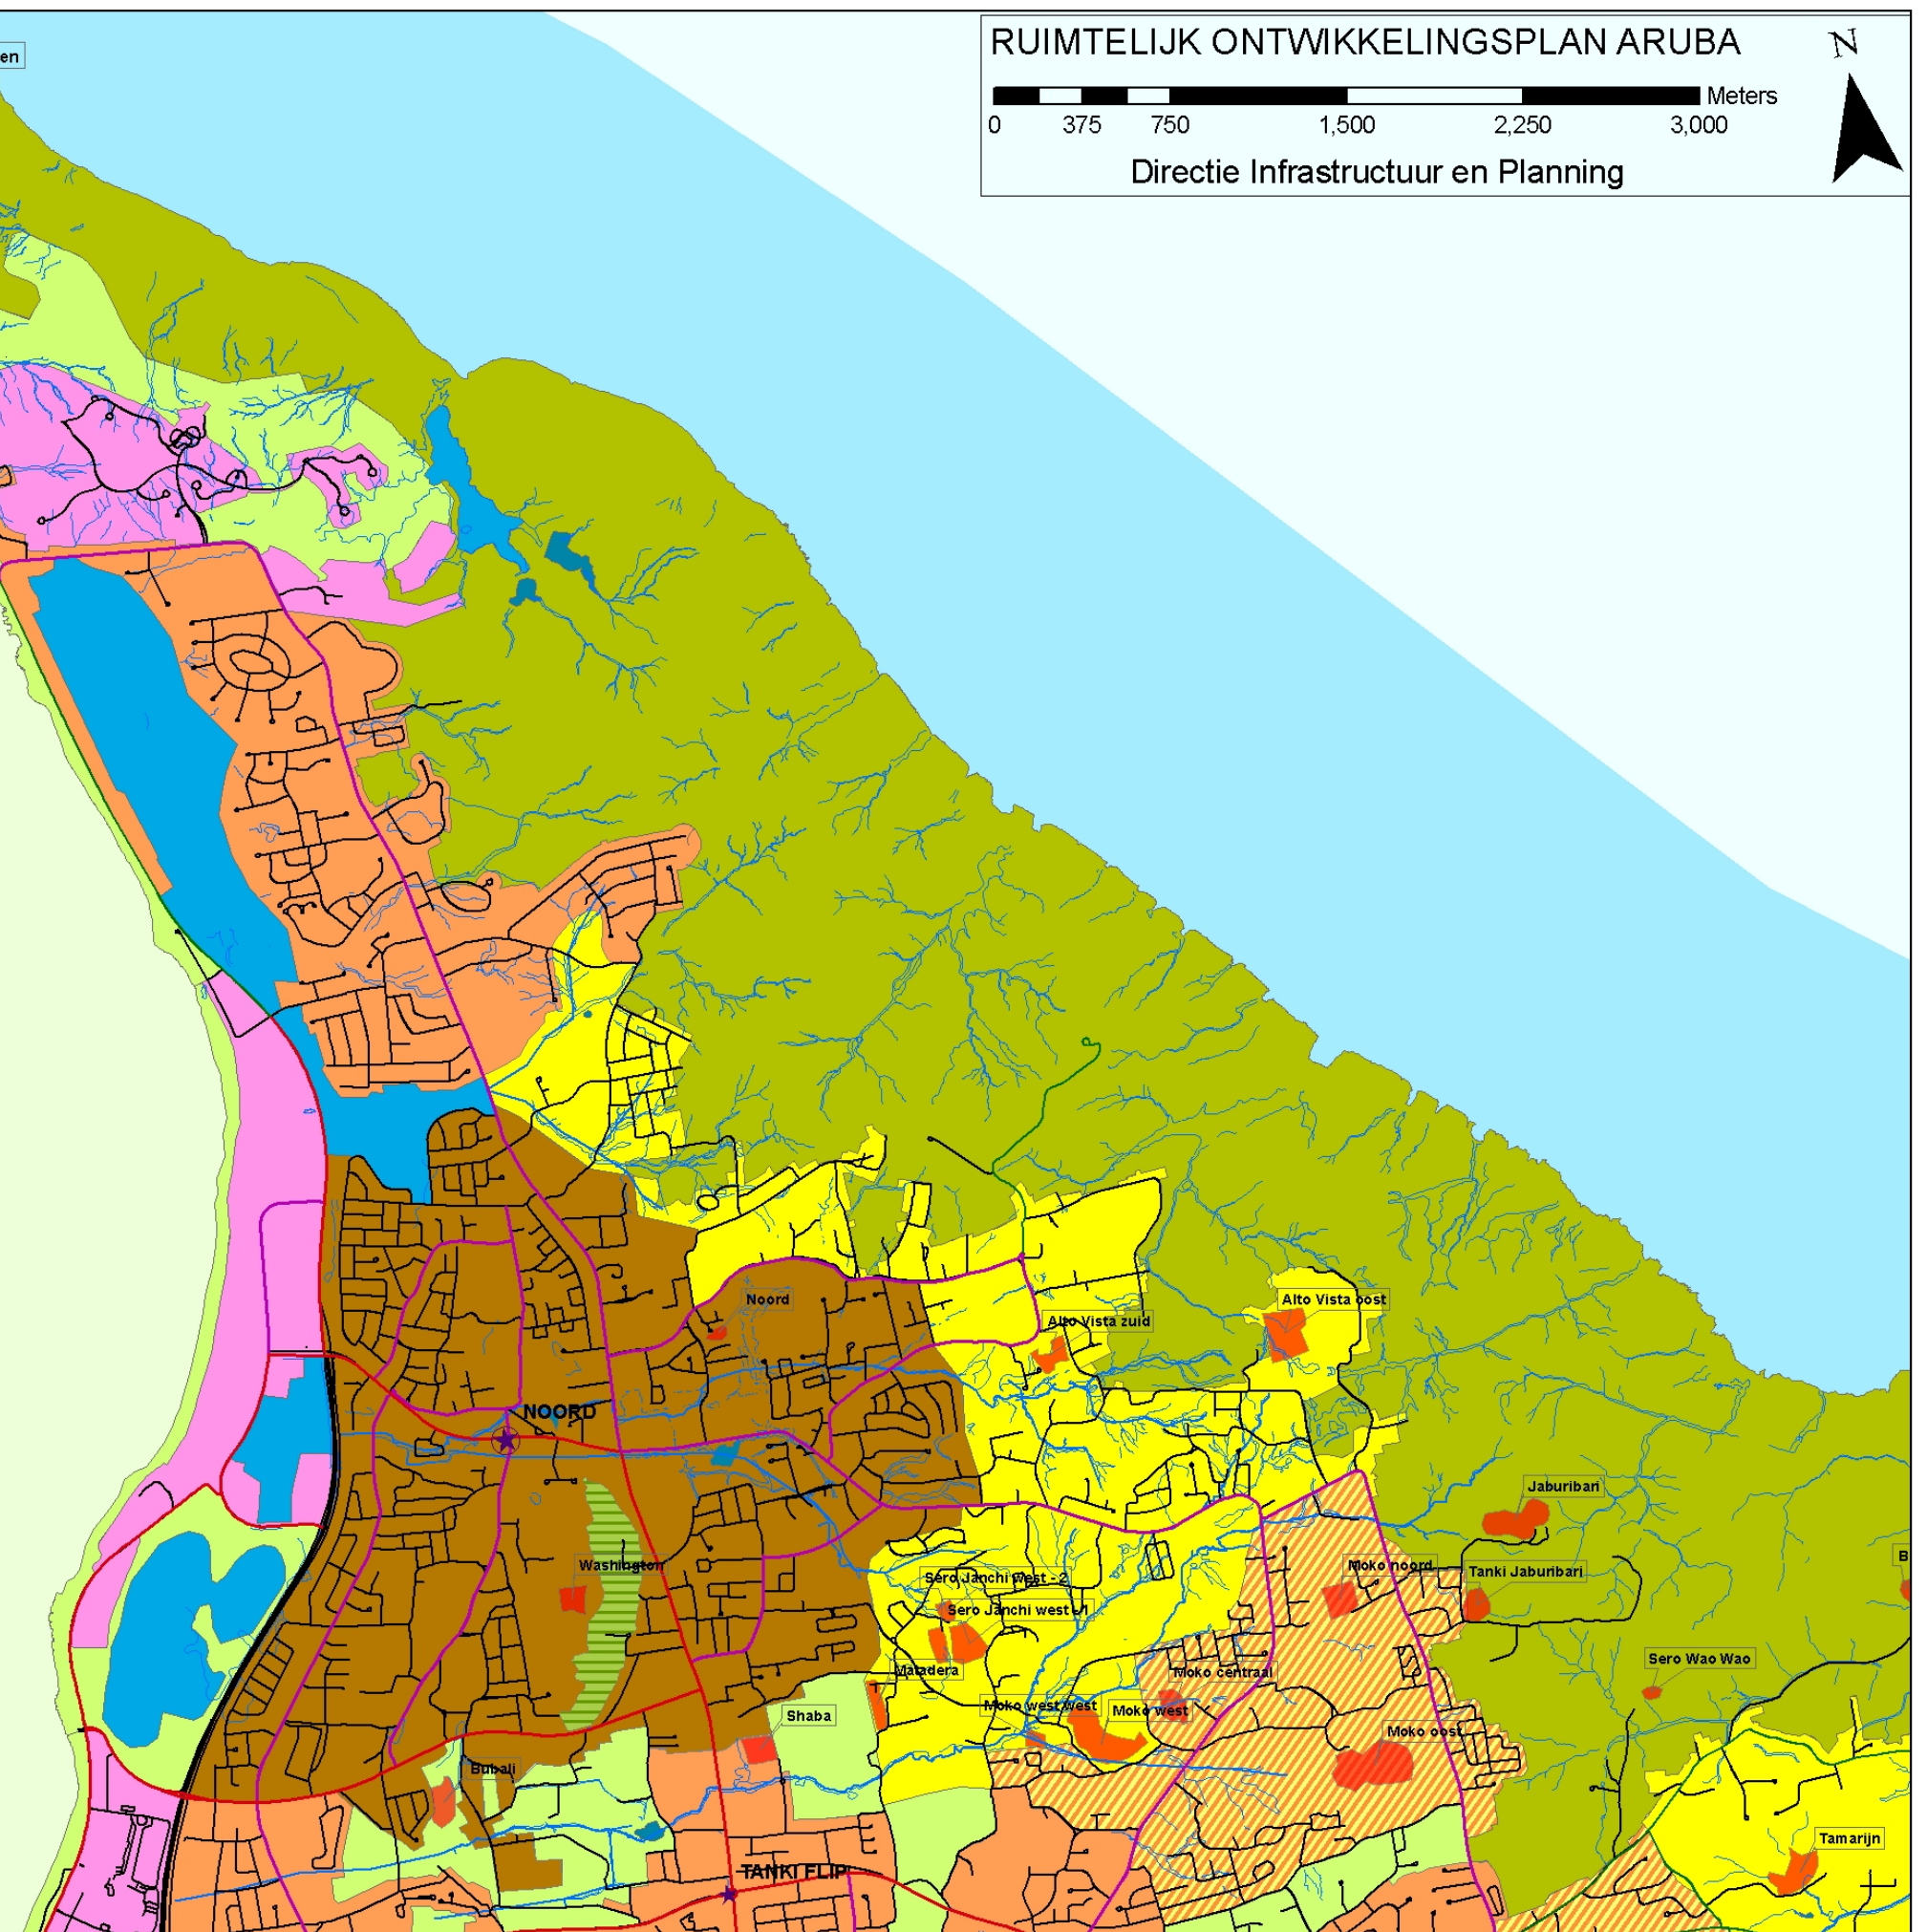 RUIMTELIJK ONTWIKKELINGSPLAN ARUBA
N
en
Meters
0 375 750 1,500 2,250 3,000
Directie Infrastructuur en Planning
Noord
Alto Vista oost
Alto Vista zuid
NOORD
Jaburibari
Washington
Moko noord
Tanki Jaburibari
B
Sero Janchi west - 2
Sero Janchi west - 1
Sero Wao Wao
Matadera
Moko centraal
Moko west west
Moko west
Shaba
Moko oost
Bubali
Tamarijn
TANKI FLIP